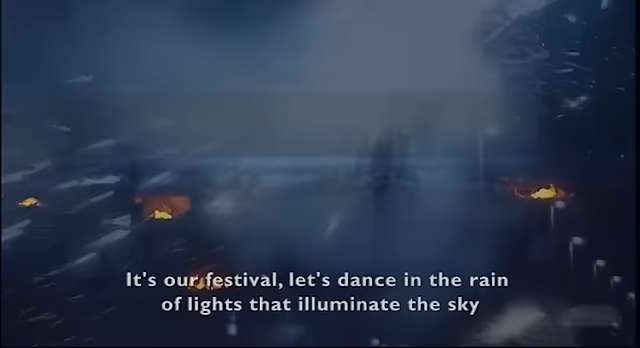 It's our festival, let's dance in the rain
of lights that illuminate the sky